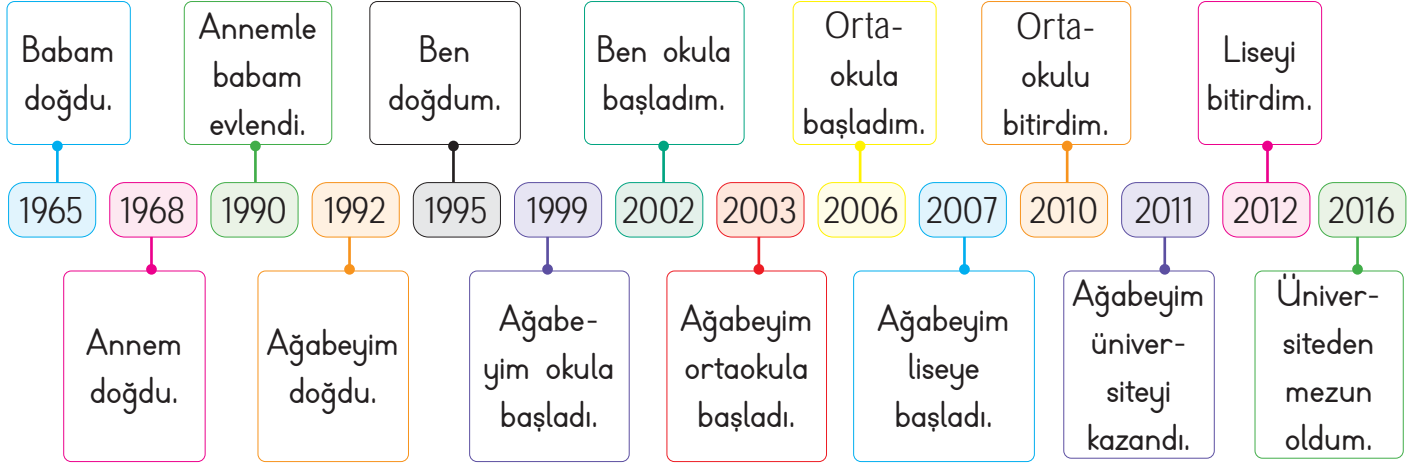 Babam
doğdu.
Annemle
babam
evlendi.
Ben
doğdum.
Ben okula
başladım.
Orta-
okula
başladım.
Orta-
okulu
bitirdim.
Liseyi
bitirdim.
1965
1968
1990
1992
1995
1999
2002
2003
2006
2007
2010
2011
2012
2016
Annem
doğdu.
Ağabeyim
doğdu.
Ağabe-
yim okula
başladı.
Ağabeyim
ortaokula
başladı.
Ağabeyim
liseye
başladı.
Ağabeyim
üniver-
siteyi
kazandı.
Üniver-
siteden
mezun
oldum.